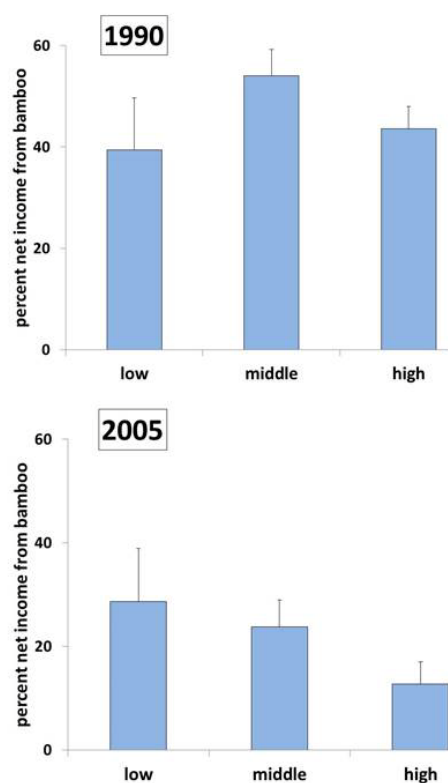 1990
percent net income from bamboo
60
40
20
0
low middle high
2005
percent net income from bamboo
60
40
20
0
low middle high